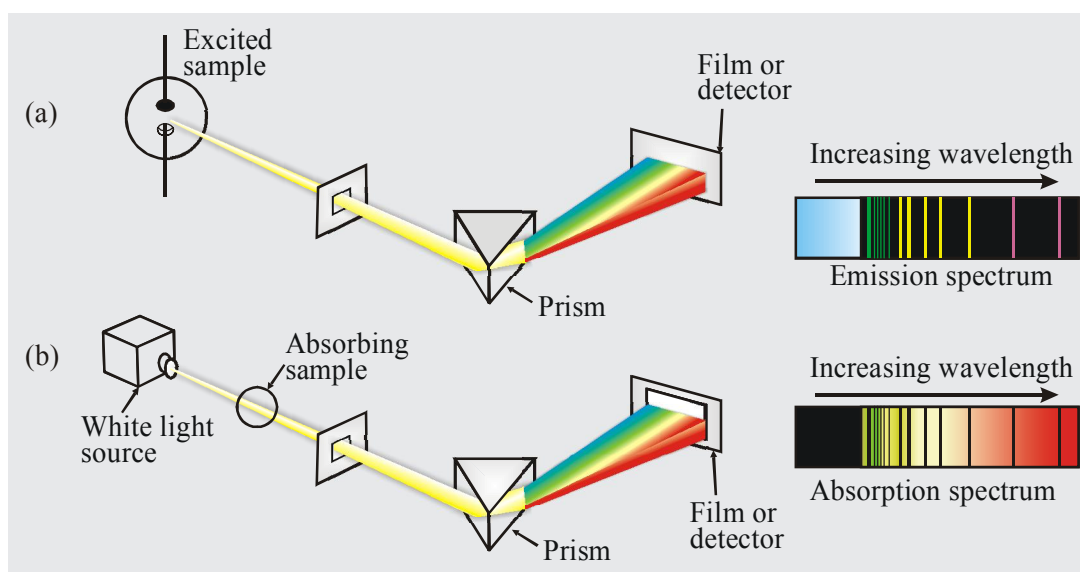 (a)
Excited
sample
Film or
detector
Prism
Increasing wavelength
Emission spectrum
(b)
White light
source
Absorbing
sample
Prism
Film or
detector
Increasing wavelength
Absorption spectrum